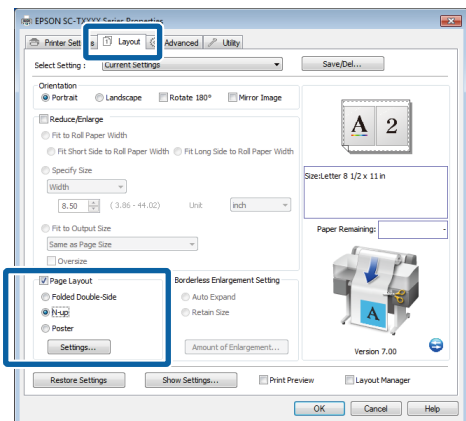 EPSON SC-TXXXX Series Properties
Printer Settings Layout Advanced Utility
Select Setting : Current Settings Save/Del...
Orientation
Portrait Landscape Rotate 180° Mirror Image
Reduce/Enlarge
Fit to Roll Paper Width
Fit Short Side to Roll Paper Width Fit Long Side to Roll Paper Width
Specify Size
Width
8.50 ( 3.86 - 44.02) Unit inch
Fit to Output Size
Same as Page Size
Oversize
A 2
Size:Letter 8 1/2 x 11 in
Paper Remaining: -
Page Layout
Folded Double-Side
N-up
Poster
Settings...
Borderless Enlargement Setting
Auto Expand
Retain Size
Amount of Enlargement...
A
Version 7.00
Restore Settings Show Settings... Print Preview Layout Manager
OK Cancel Help